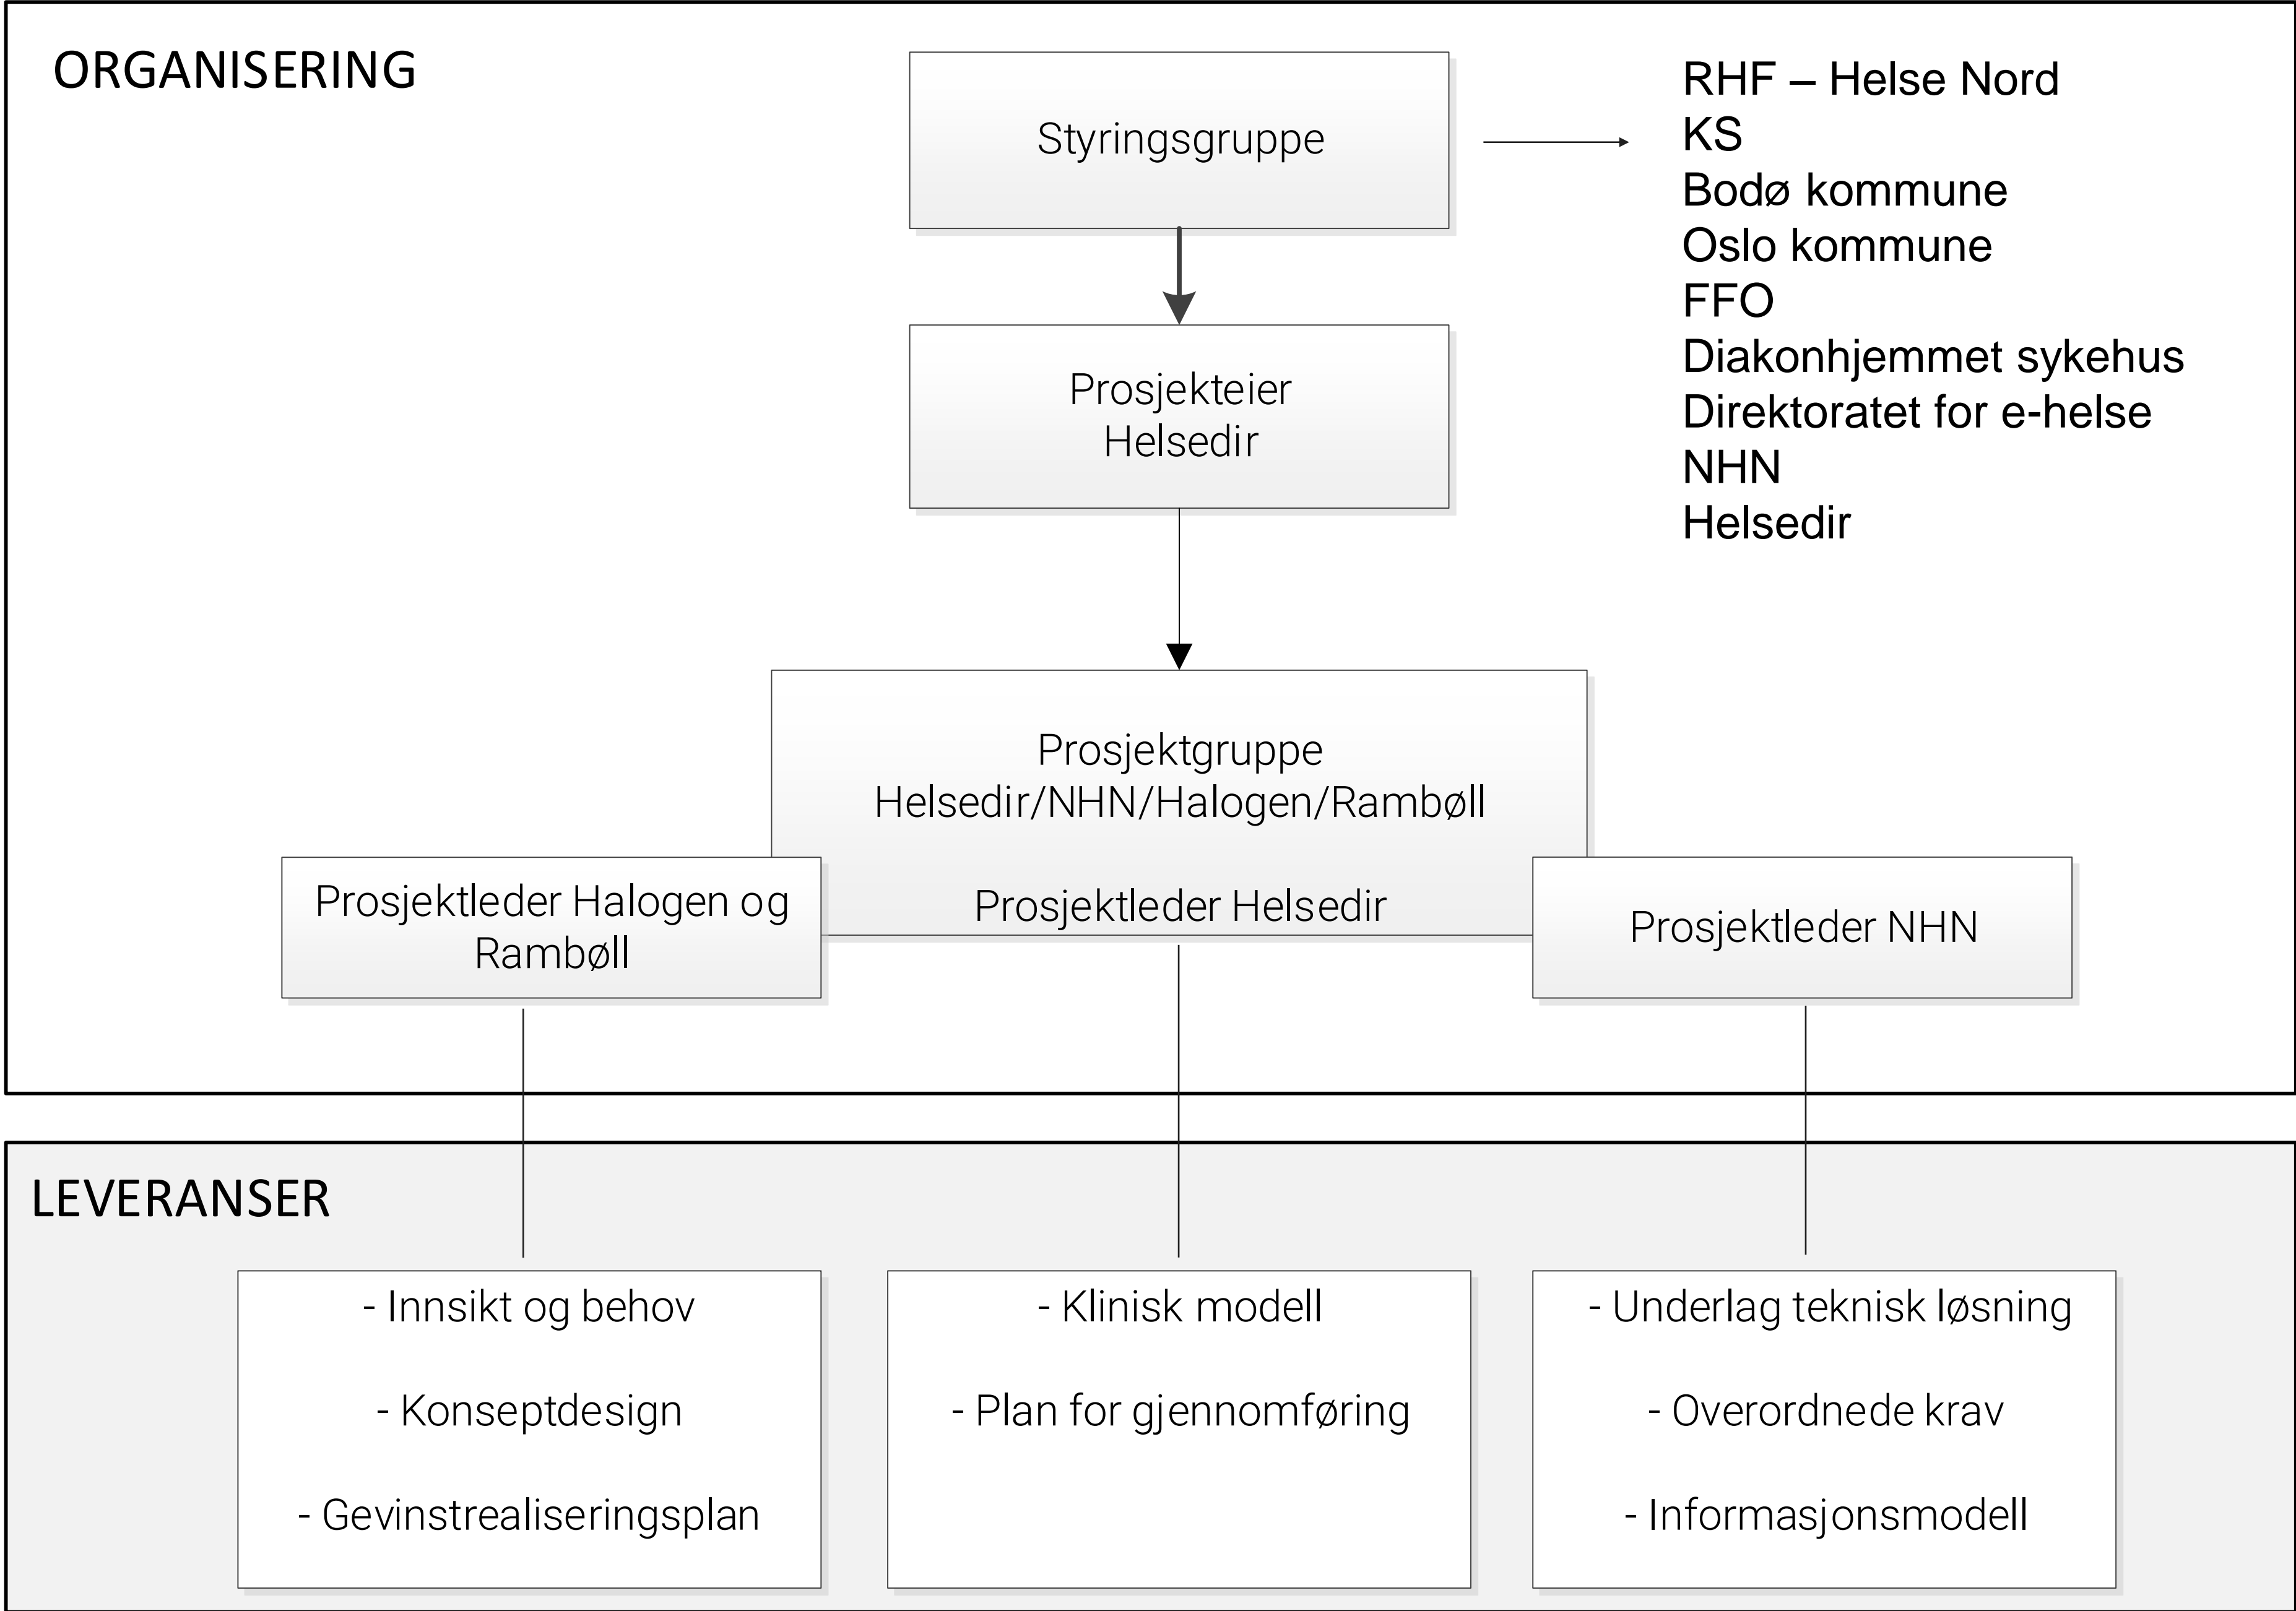 ORGANISERING
Styringsgruppe
RHF – Helse Nord
KS
Bodø kommune
Oslo kommune
FFO
Diakonhjemmet sykehus
Direktoratet for e-helse
NHN
Helsedir
Prosjekteier
Helsedir
Prosjektgruppe
Helsedir/NHN/Halogen/Rambøll
Prosjektleder Helsedir
Prosjektleder Halogen og
Rambøll
Prosjektleder NHN
LEVERANSER
- Innsikt og behov
- Konseptdesign
- Gevinstrealiseringsplan
- Klinisk modell
- Plan for gjennomføring
- Underlag teknisk løsning
- Overordnede krav
- Informasjonsmodell